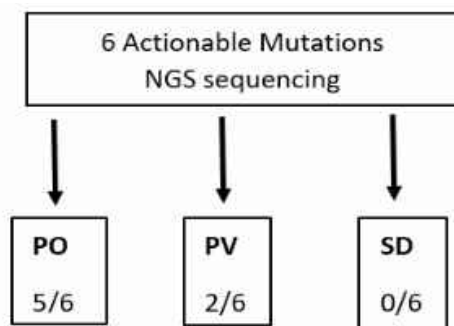 6 Actionable Mutations
NGS sequencing
PO
5/6
PV
2/6
SD
0/6